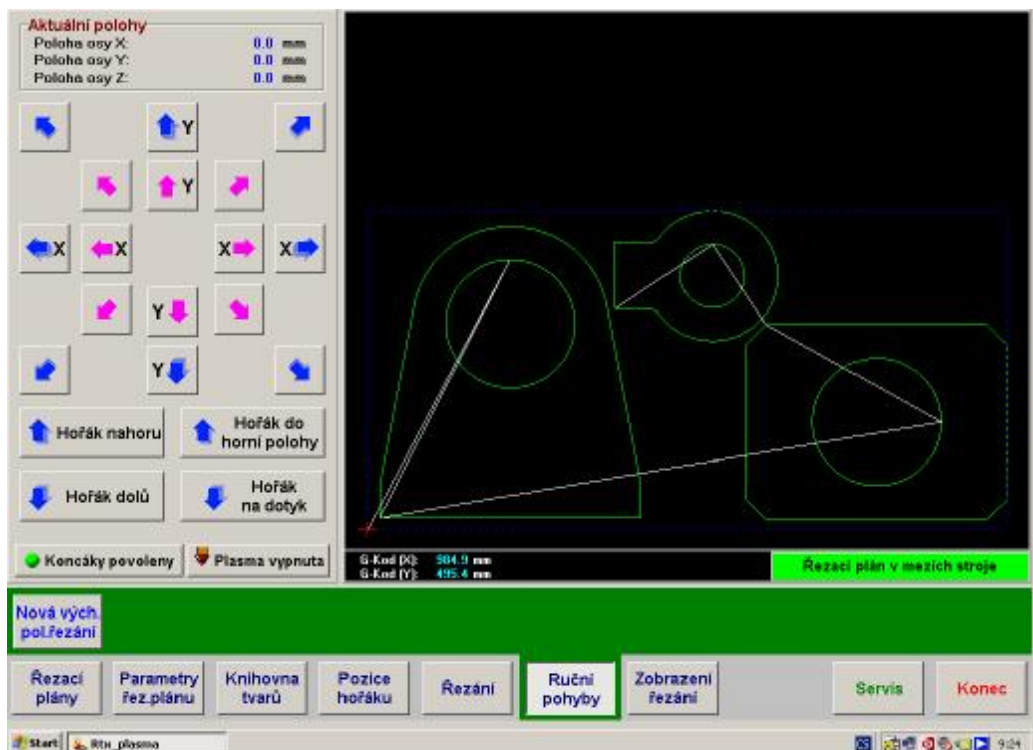 Aktuální polohy
Poloha osy X: 0.0 mm
Poloha osy Y: 0.0 mm
Poloha osy Z: 0.0 mm
Y
Y
X X X X
Y
Y
Hořák nahoru
Hořák do
horní polohy
Hořák dolů
Hořák
na dotyk
Koncáky povoleny
Plasma vypnuta
G-Kod (X): 984.9 mm
G-Kod (Y): 495.4 mm
Řezací plán v mezích stroje
Nová vých.
pol.řezání
Řezací
plány
Parametry
řez.plánu
Knihovna
tvarů
Pozice
hořáku
Řezání
Ruční
pohyby
Zobrazení
řezání
Servis
Konec
Start
Rtx_plasma
9:24